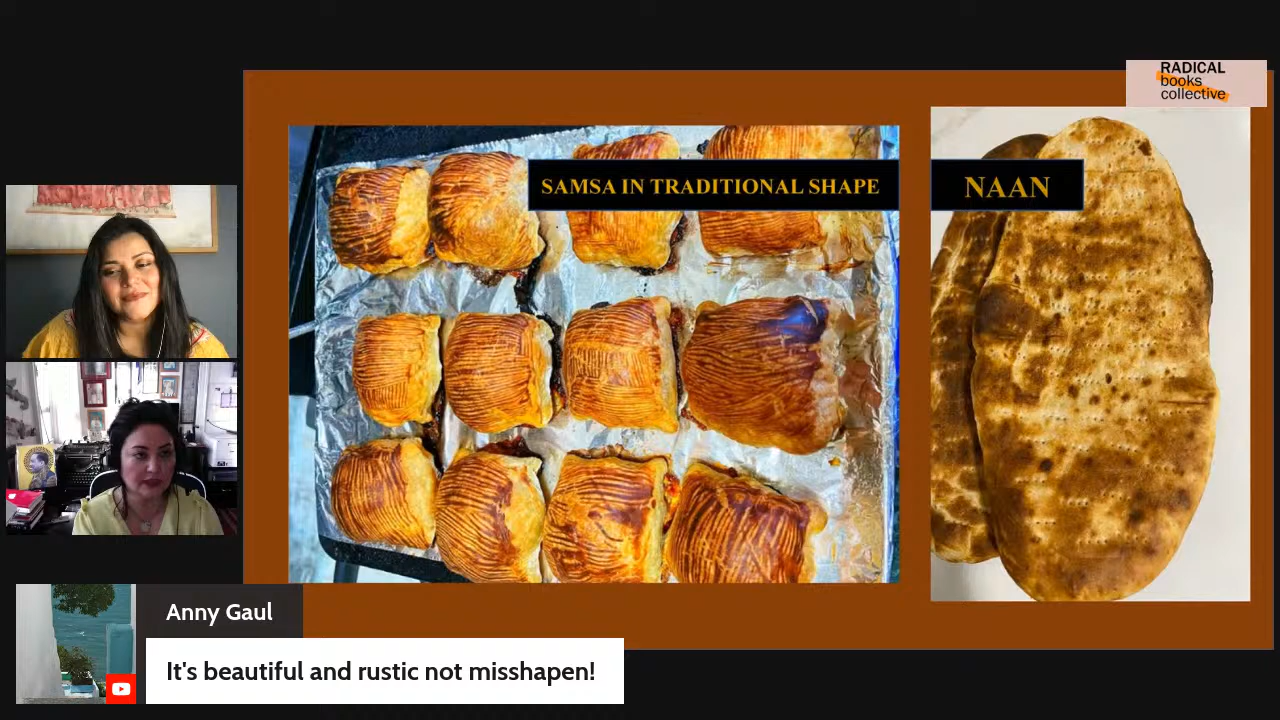 RADICAL
books
collective
SAMSA IN TRADITIONAL SHAPE
NAAN
Anny Gaul
It's beautiful and rustic not misshapen!